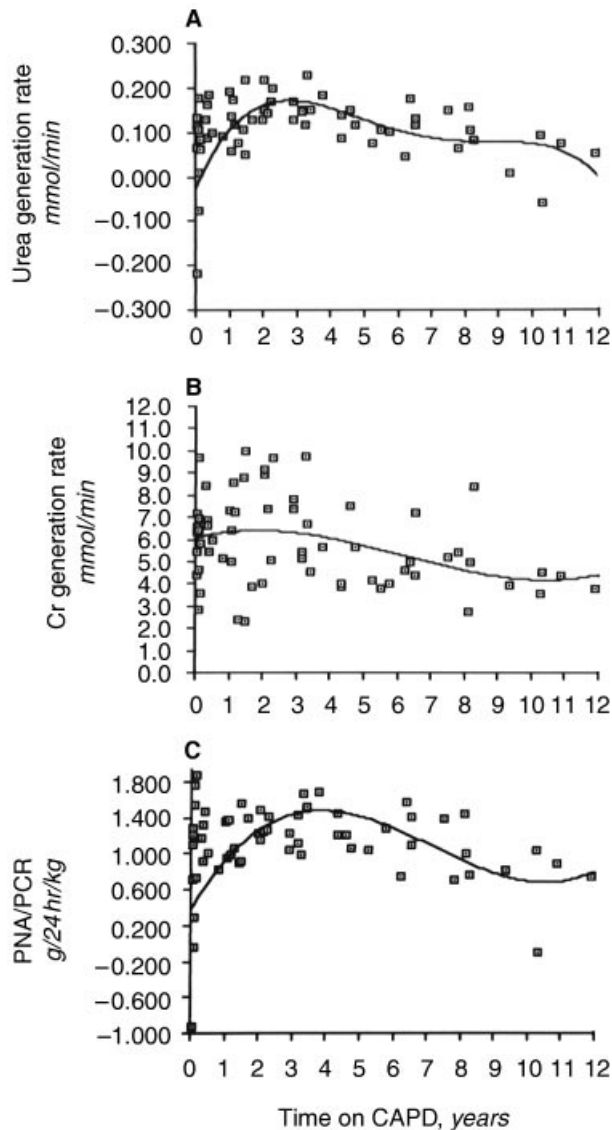 A
Urea generation rate
mmol/min
0.300
0.200
0.100
0.000
−0.100
−0.200
−0.300
0 1 2 3 4 5 6 7 8 9 10 11 12
B
Cr generation rate
mmol/min
12.0
11.0
10.0
9.0
8.0
7.0
6.0
5.0
4.0
3.0
2.0
1.0
0.0
0 1 2 3 4 5 6 7 8 9 10 11 12
C
PNA/PCR
g/24hr/kg
1.800
1.400
1.000
0.600
−0.200
−0.200
−0.600
−1.000
0 1 2 3 4 5 6 7 8 9 10 11 12
Time on CAPD, years